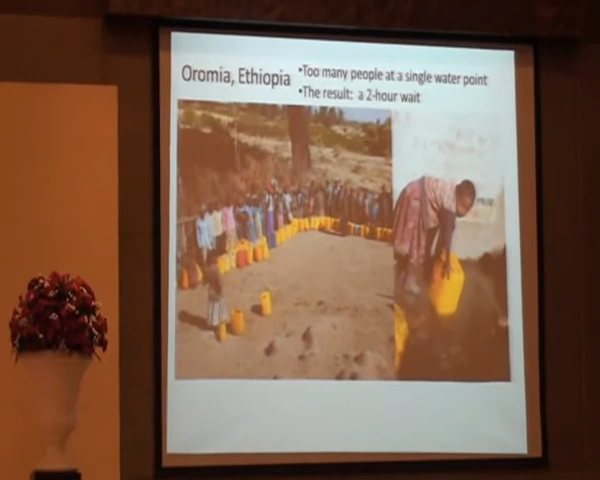 Oromia, Ethiopia
•Too many people at a single water point
•The result: a 2-hour wait